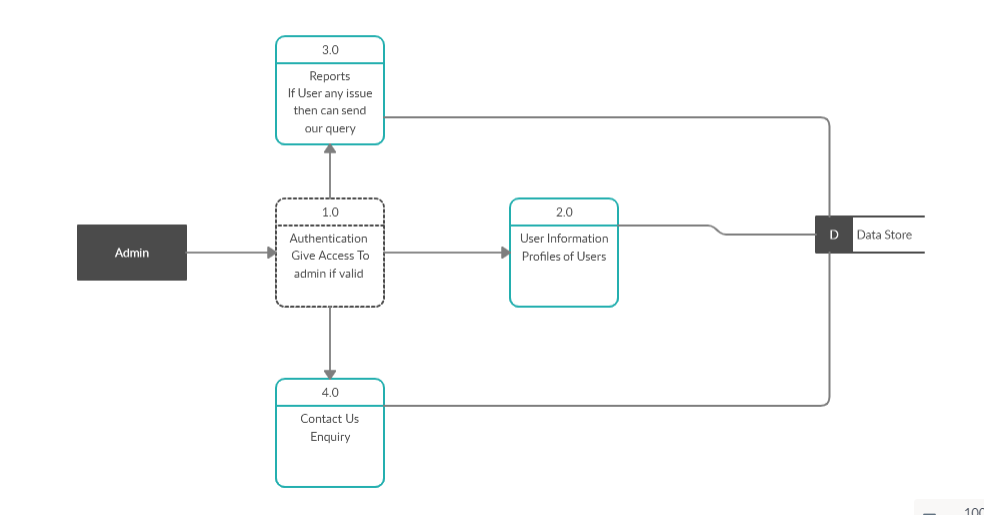 3.0
Reports
If User any issue
then can send
our query
1.0
Authentication
Give Access To
admin if valid
2.0
User Information
Profiles of Users
Admin
D
Data Store
4.0
Contact Us
Enquiry